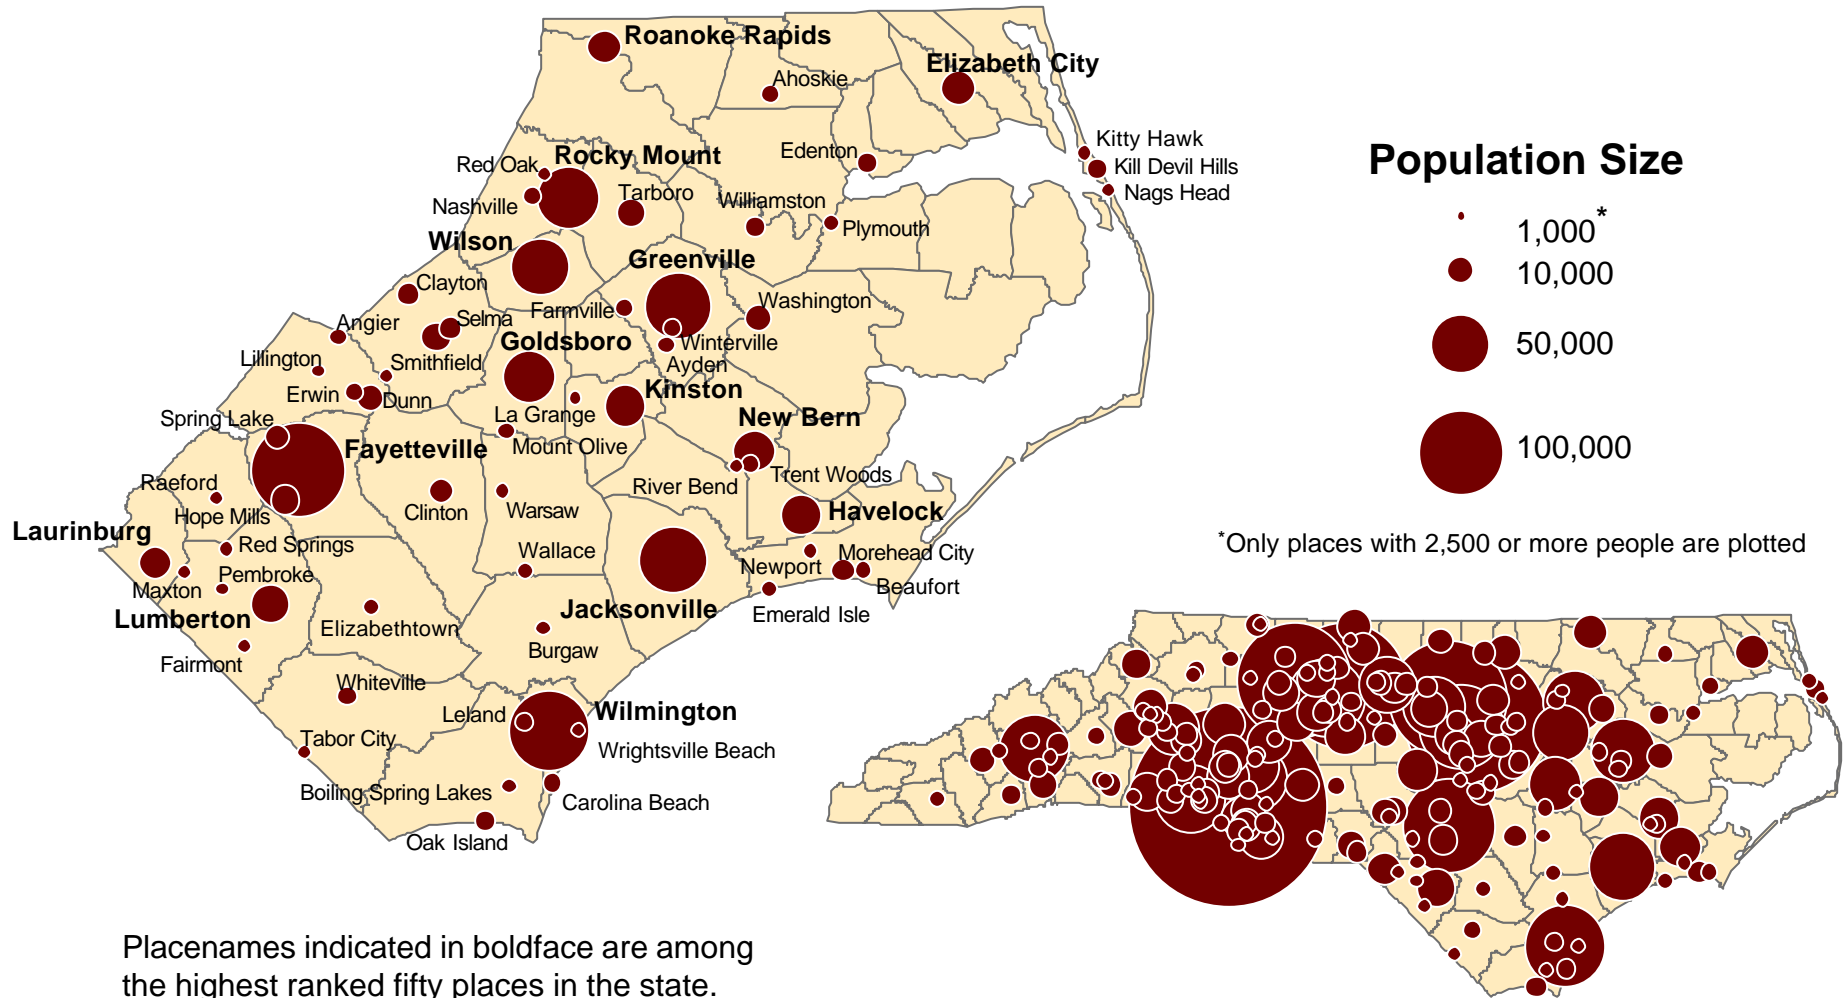 Roanoke Rapids
Elizabeth City
Ahoskie
Kitty Hawk
Edenton
Kill Devil Hills
Nags Head
Red Oak
Rocky Mount
Nashville
Tarboro
Williamston
Plymouth
Wilson
Greenville
Clayton
Farmville
Washington
Angier
Selma
Winterville
Goldsboro
Lillington
Smithfield
Ayden
Erwin
Dunn
Kinston
La Grange
Spring Lake
New Bern
Mount Olive
Fayetteville
Trent Woods
Raeford
River Bend
Clinton
Warsaw
Hope Mills
Havelock
Laurinburg
Red Springs
Wallace
Morehead City
Newport
Maxton
Pembroke
Beaufort
Lumberton
Jacksonville
Emerald Isle
Elizabethtown
Burgaw
Fairmont
Whiteville
Leland
Wilmington
Tabor City
Wrightsville Beach
Boiling Spring Lakes
Carolina Beach
Oak Island
Population Size
1,000*
10,000
50,000
100,000
*Only places with 2,500 or more people are plotted
Placenames indicated in boldface are among
the highest ranked fifty places in the state.